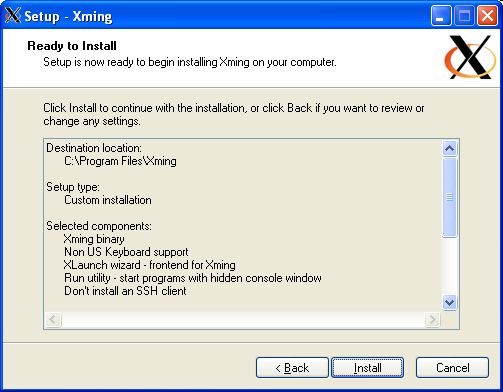 Setup - Xming
Ready to Install
Setup is now ready to begin installing Xming on your computer.
Click Install to continue with the installation, or click Back if you want to review or
change any settings.
Destination location:
C:\Program Files\Xming
Setup type:
Custom installation
Selected components:
Xming binary
Non US Keyboard support
XLaunch wizard - frontend for Xming
Run utility - start programs with hidden console window
Don't install an SSH client
< Back
Install
Cancel